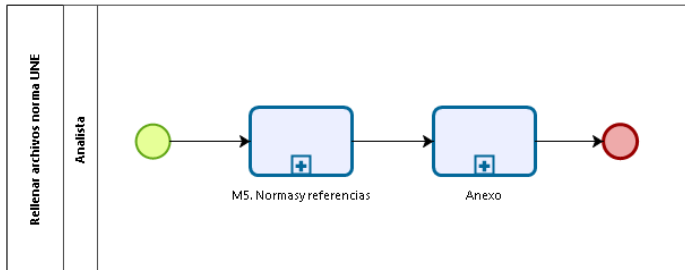 Rellenar archivos norma UNE
Analista
M5. Normasy referencias
Anexo